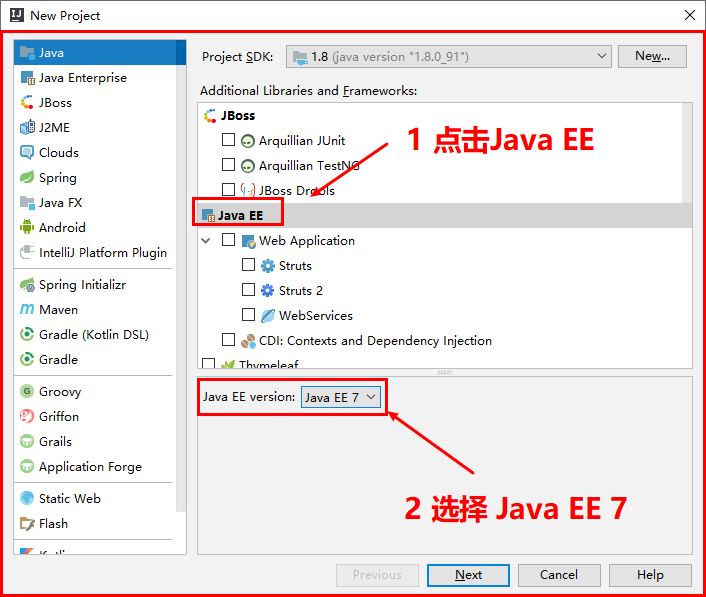 New Project
Java
Java Enterprise
JBoss
J2ME
Clouds
Spring
Java FX
Android
IntelliJ Platform Plugin
Spring Initializr
Maven
Gradle (Kotlin DSL)
Gradle
Groovy
Griffon
Grails
Application Forge
Static Web
Flash
Kotlin
Project SDK: 1.8 (java version "1.8.0_91") New...
Additional Libraries and Frameworks:
JBoss
Arquillian JUnit
Arquillian TestNG
JBoss Drools
1 点击Java EE
Java EE
Web Application
Struts
Struts 2
WebServices
CDI: Contexts and Dependency Injection
Thymeleaf
Java EE version: Java EE 7
2 选择 Java EE 7
Previous Next Cancel Help